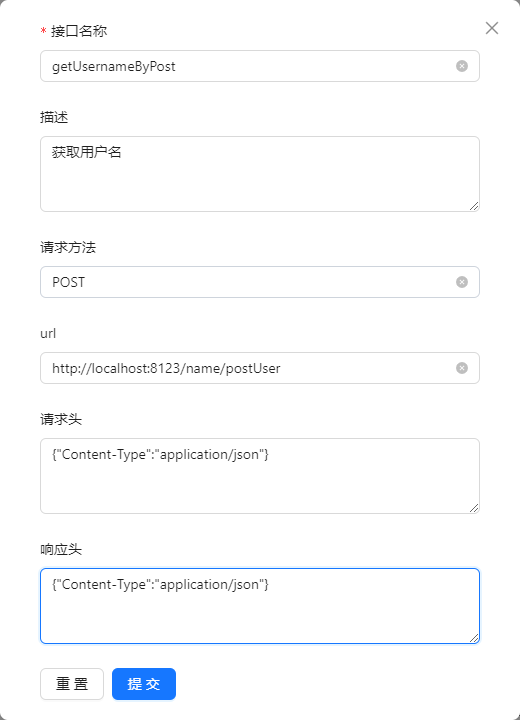 * 接口名称
getUsernameByPost
描述
获取用户名
请求方法
POST
url
http://localhost:8123/name/postUser
请求头
{"Content-Type":"application/json"}
响应头
{"Content-Type":"application/json"}
重 置 提 交